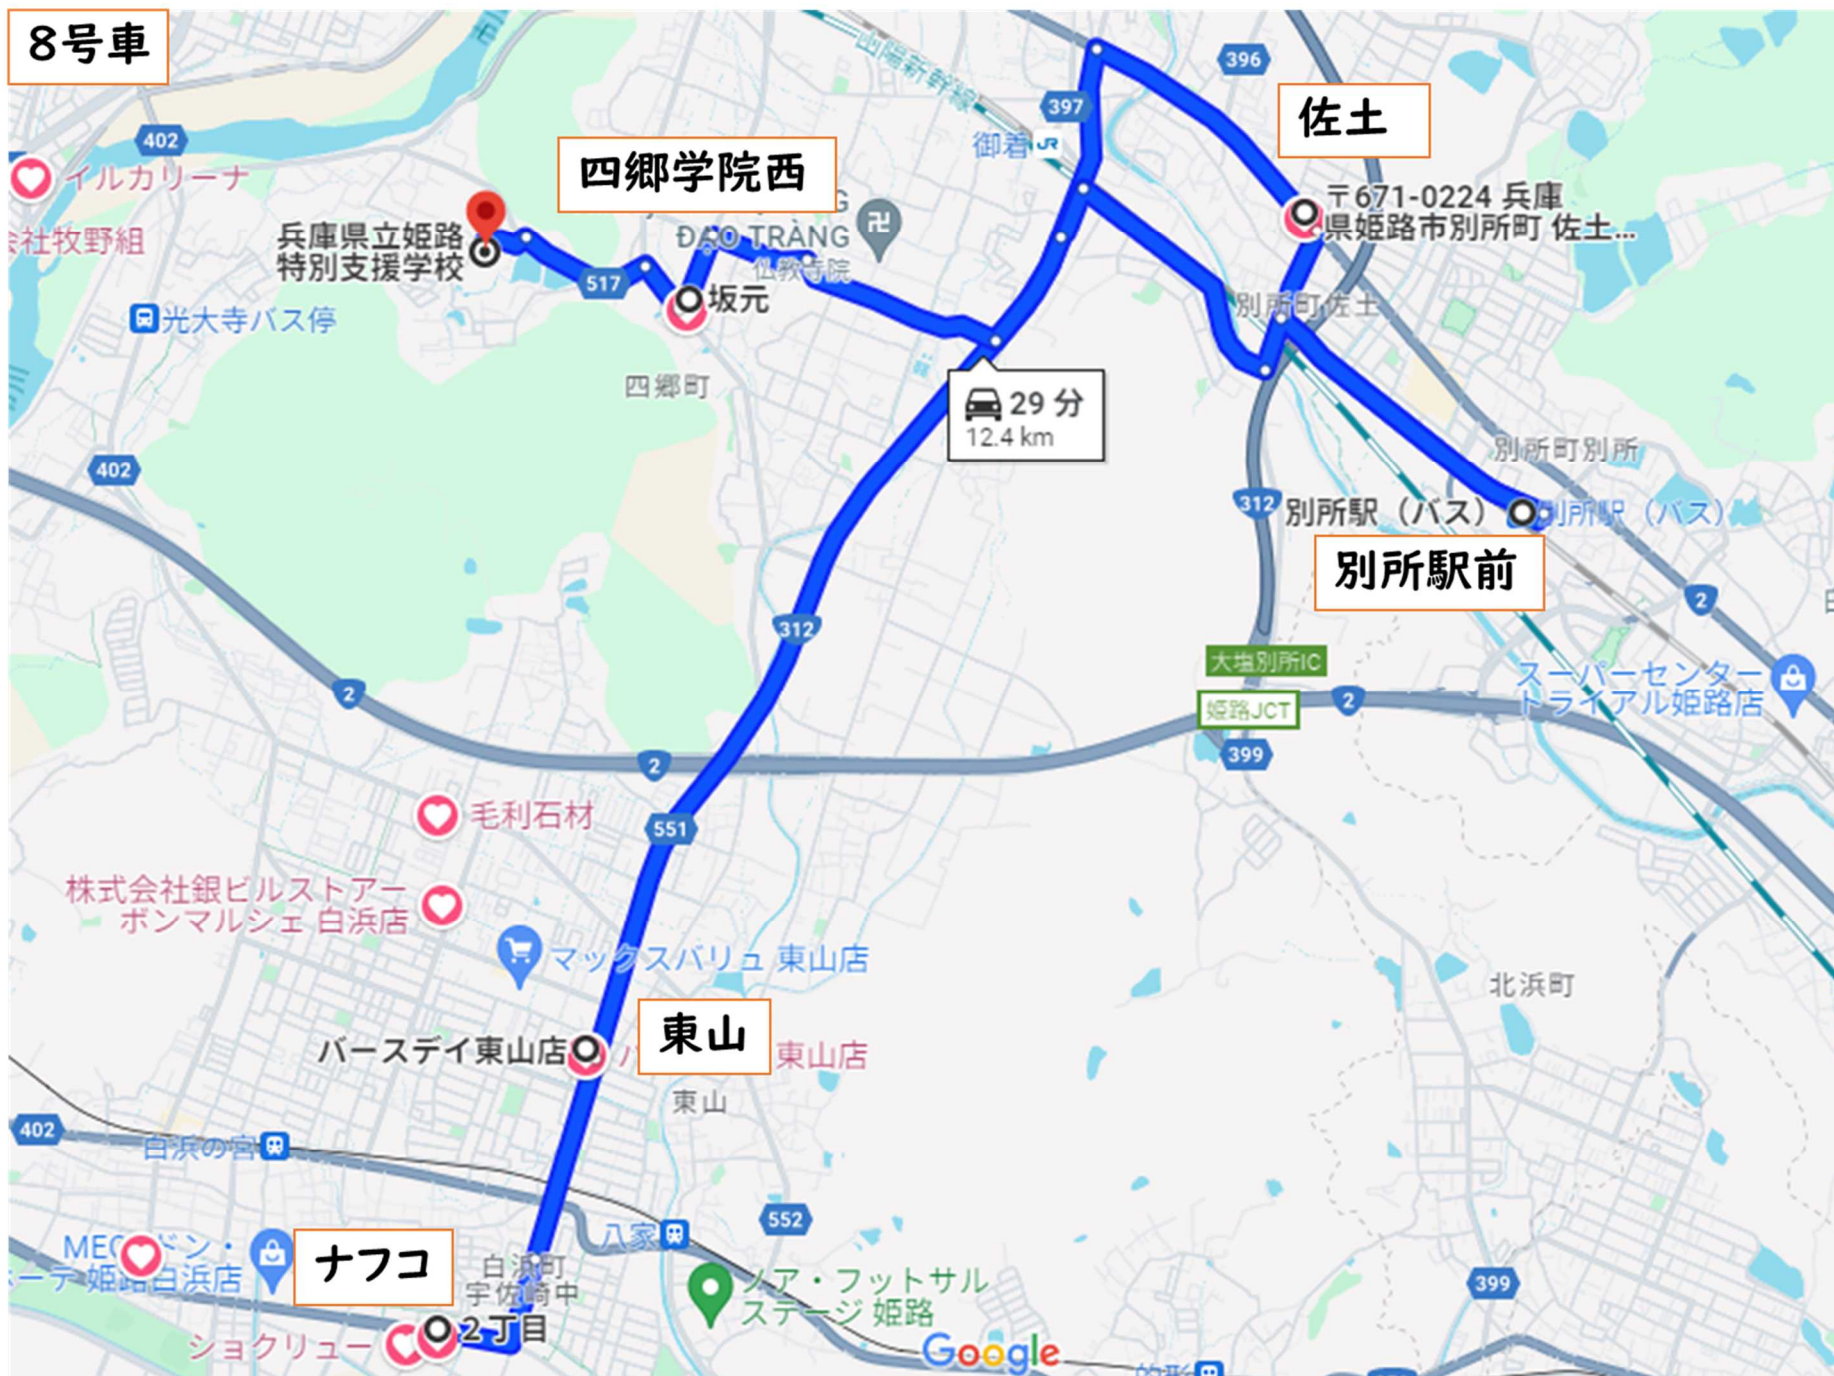 8号車
396
佐土
397
402
山陽新幹線
御着
JR
四郷学院西
イルカリーナ
会社牧野組
兵庫県立姫路
特別支援学校
ĐẠO TRÀNG
仏教寺院
〒671-0224 兵庫
県姫路市別所町 佐土...
517
坂元
光大寺バス停
別所町佐土
四郷町
29 分
12.4 km
402
別所町別所
312
別所駅（バス）
別所駅（バス）
別所駅前
2
312
大塩別所IC
姫路JCT
スーパーセンター
トライアル姫路店
2
2
2
399
551
毛利石材
株式会社銀ビルストアー
ボンマルシェ 白浜店
マックスバリュ 東山店
北浜町
バースデイ東山店
東山
東山店
東山
402
白浜の宮
552
八家
ナフコ
白浜町
宇佐崎中
399
ノア・フットサル
ステージ 姫路
姫路白浜店
ショクリュー
2丁目
Google
的形